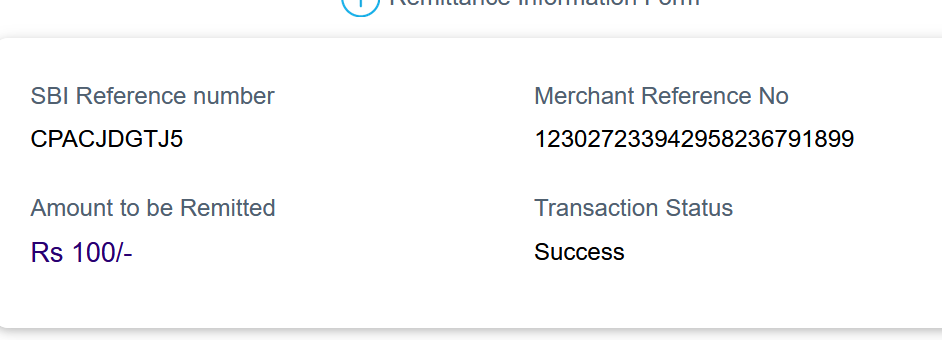 Remittance Information Form
SBI Reference number
Merchant Reference No
CPACJDGTJ5
123027233942958236791899
Amount to be Remitted
Transaction Status
Rs 100/-
Success